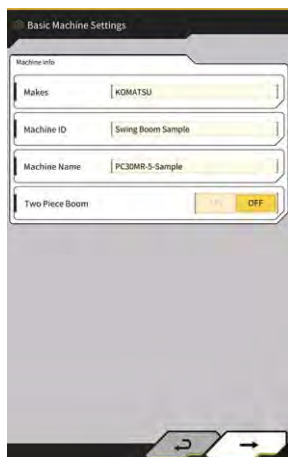 Basic Machine Settings
Machine info
Makes KOMATSU
Machine ID Swing Boom Sample
Machine Name PC30MR-5-Sample
Two Piece Boom OFF